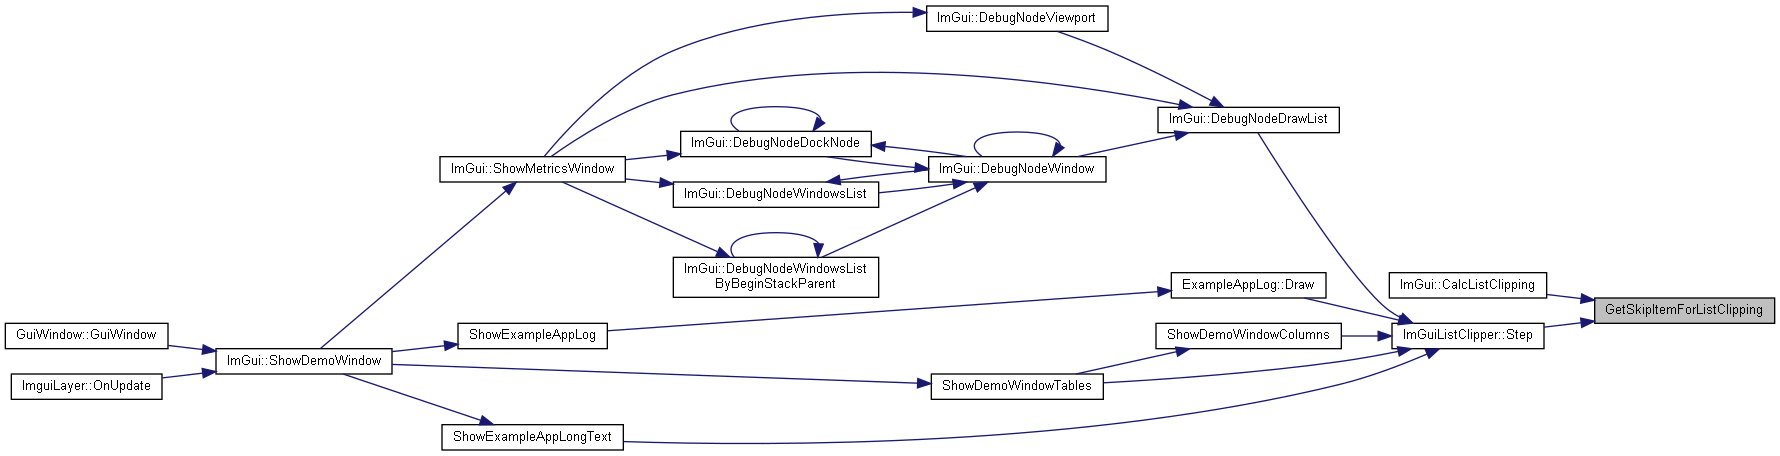 ImGui::DebugNodeViewport
ImGui::DebugNodeDrawList
ImGui::DebugNodeDockNode
ImGui::ShowMetricsWindow
ImGui::DebugNodeWindow
ImGui::DebugNodeWindowsList
ImGui::DebugNodeWindowsList
ByBeginStackParent
ExampleAppLog::Draw
ImGui::CalcListClipping
GetSkipItemForListClipping
GuiWindow::GuiWindow
ShowExampleAppLog
ShowDemoWindowColumns
ImGuiListClipper::Step
ImGui::ShowDemoWindow
ImguiLayer::OnUpdate
ShowDemoWindowTables
ShowExampleAppLongText